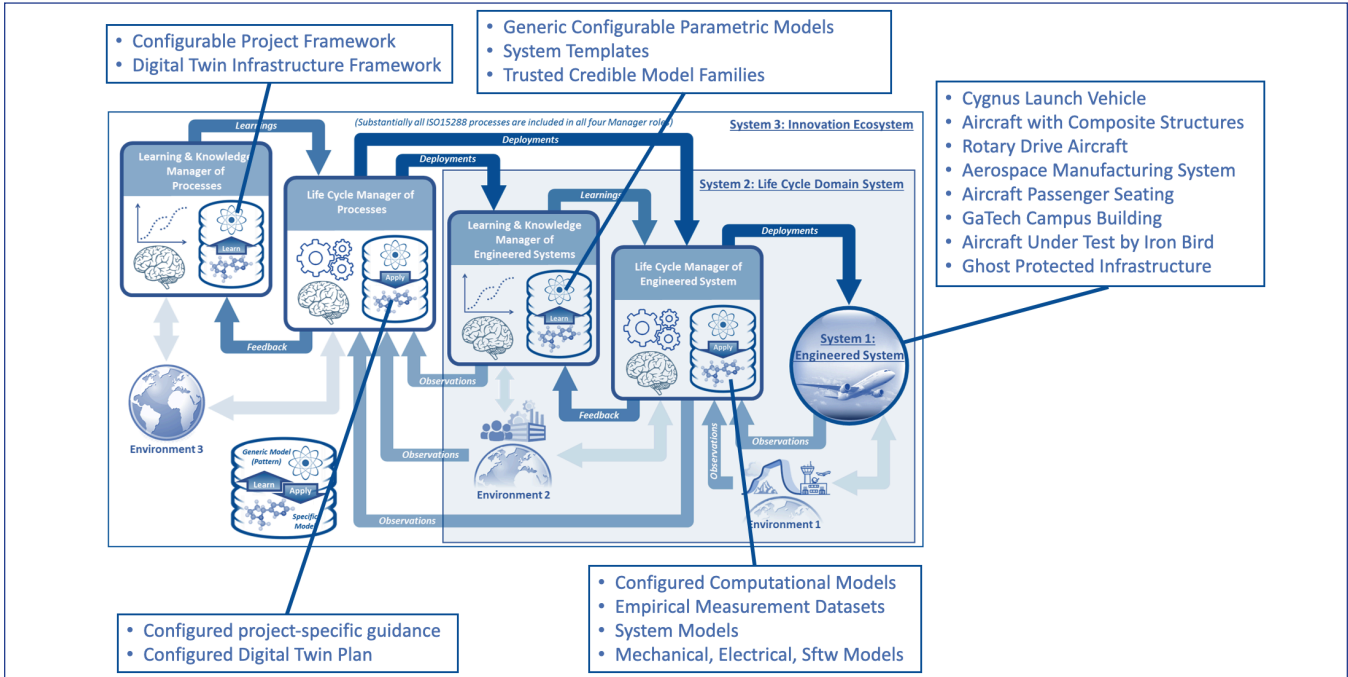 • Configurable Project Framework
• Digital Twin Infrastructure Framework
• Generic Configurable Parametric Models
• System Templates
• Trusted Credible Model Families
• Cygnus Launch Vehicle
• Aircraft with Composite Structures
• Rotary Drive Aircraft
• Aerospace Manufacturing System
• Aircraft Passenger Seating
• GaTech Campus Building
• Aircraft Under Test by Iron Bird
• Ghost Protected Infrastructure
(Substantially all ISO15288 processes are included in all four Manager roles)
System 3: Innovation Ecosystem
Learnings
Deployments
Learning & Knowledge
Manager of
Processes
Learn
Deployments
Life Cycle Manager of
Processes
Apply
System 2: Life Cycle Domain System
Learnings
Learning & Knowledge
Manager of
Engineered Systems
Learn
Deployments
Life Cycle Manager of
Engineered System
Apply
System 1:
Engineered System
Feedback
Observations
Feedback
Observations
Observations
Observations
Observations
Environment 3
Environment 2
Environment 1
Generic Model
(Pattern)
Learn
Apply
Specific
Model
• Configured project-specific guidance
• Configured Digital Twin Plan
• Configured Computational Models
• Empirical Measurement Datasets
• System Models
• Mechanical, Electrical, Sftw Models